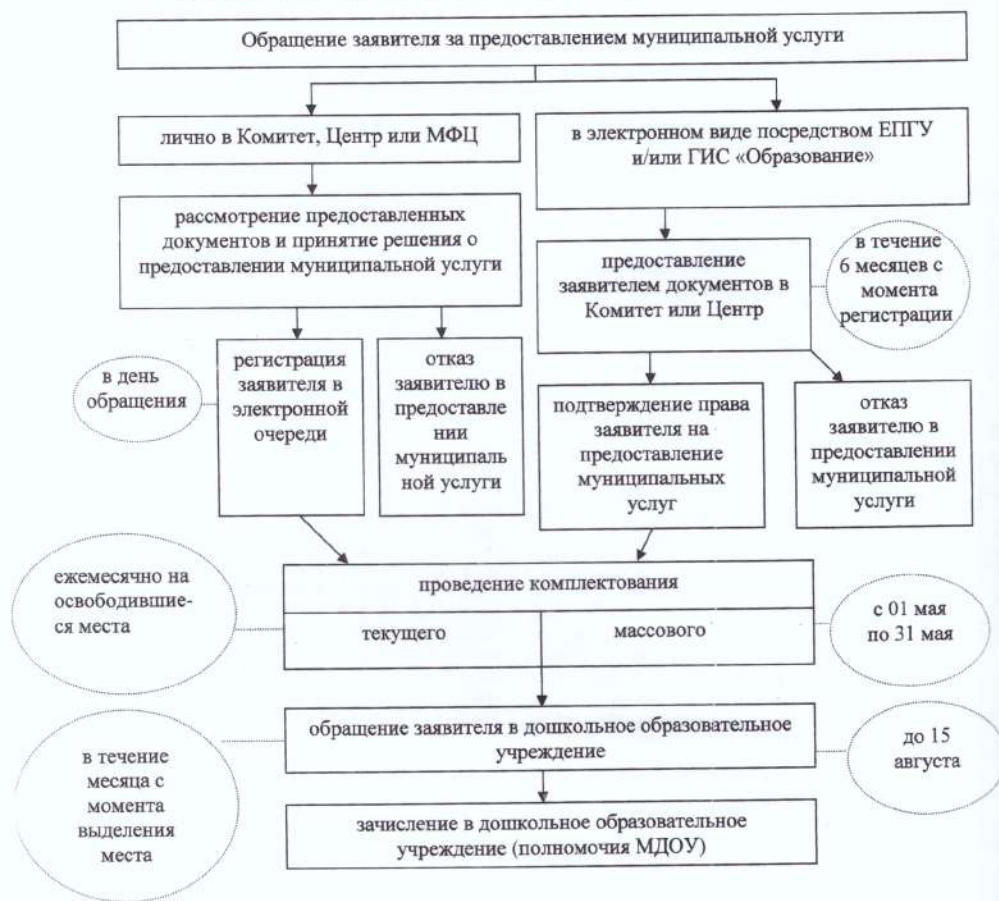 Обращение заявителя за предоставлением муниципальной услуги
лично в Комитет, Центр или МФЦ
в электронном виде посредством ЕПГУ
и/или ГИС «Образование»
рассмотрение предоставленных
документов и принятие решения о
предоставлении муниципальной услуги
предоставление
заявителем документов в
Комитет или Центр
в течение
6 месяцев с
момента
регистрации
в день
обращения
регистрация
заявителя в
электронной
очереди
отказ
заявителю в
предоставле
нии
муниципаль
ной услуги
подтверждение права
заявителя на
предоставление
муниципальных
услуг
отказ
заявителю в
предоставлении
муниципальной
услуги
ежемесячно на
освободившие-
ся места
проведение комплектования
текущего
массового
с 01 мая
по 31 мая
обращение заявителя в дошкольное образовательное
учреждение
до 15
августа
в течение
месяца с
момента
выделения
места
зачисление в дошкольное образовательное
учреждение (полномочия МДОУ)